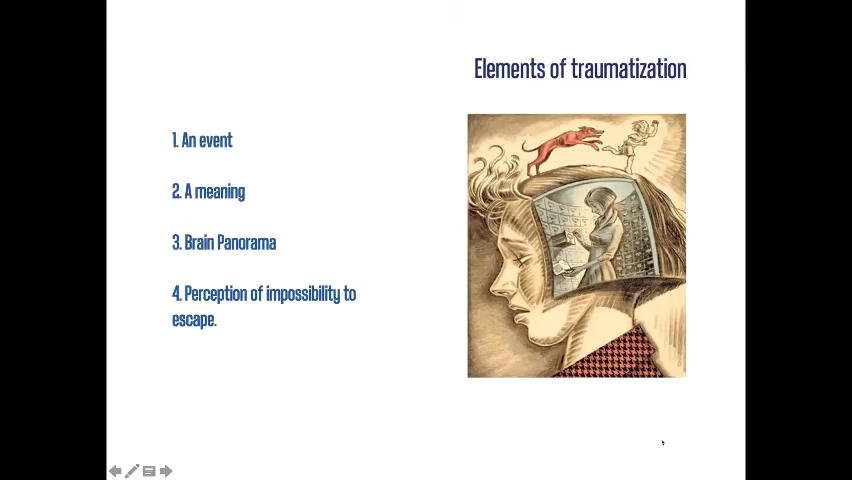 Elements of traumatization
1. An event
2. A meaning
3. Brain Panorama
4. Perception of impossibility to
escape.